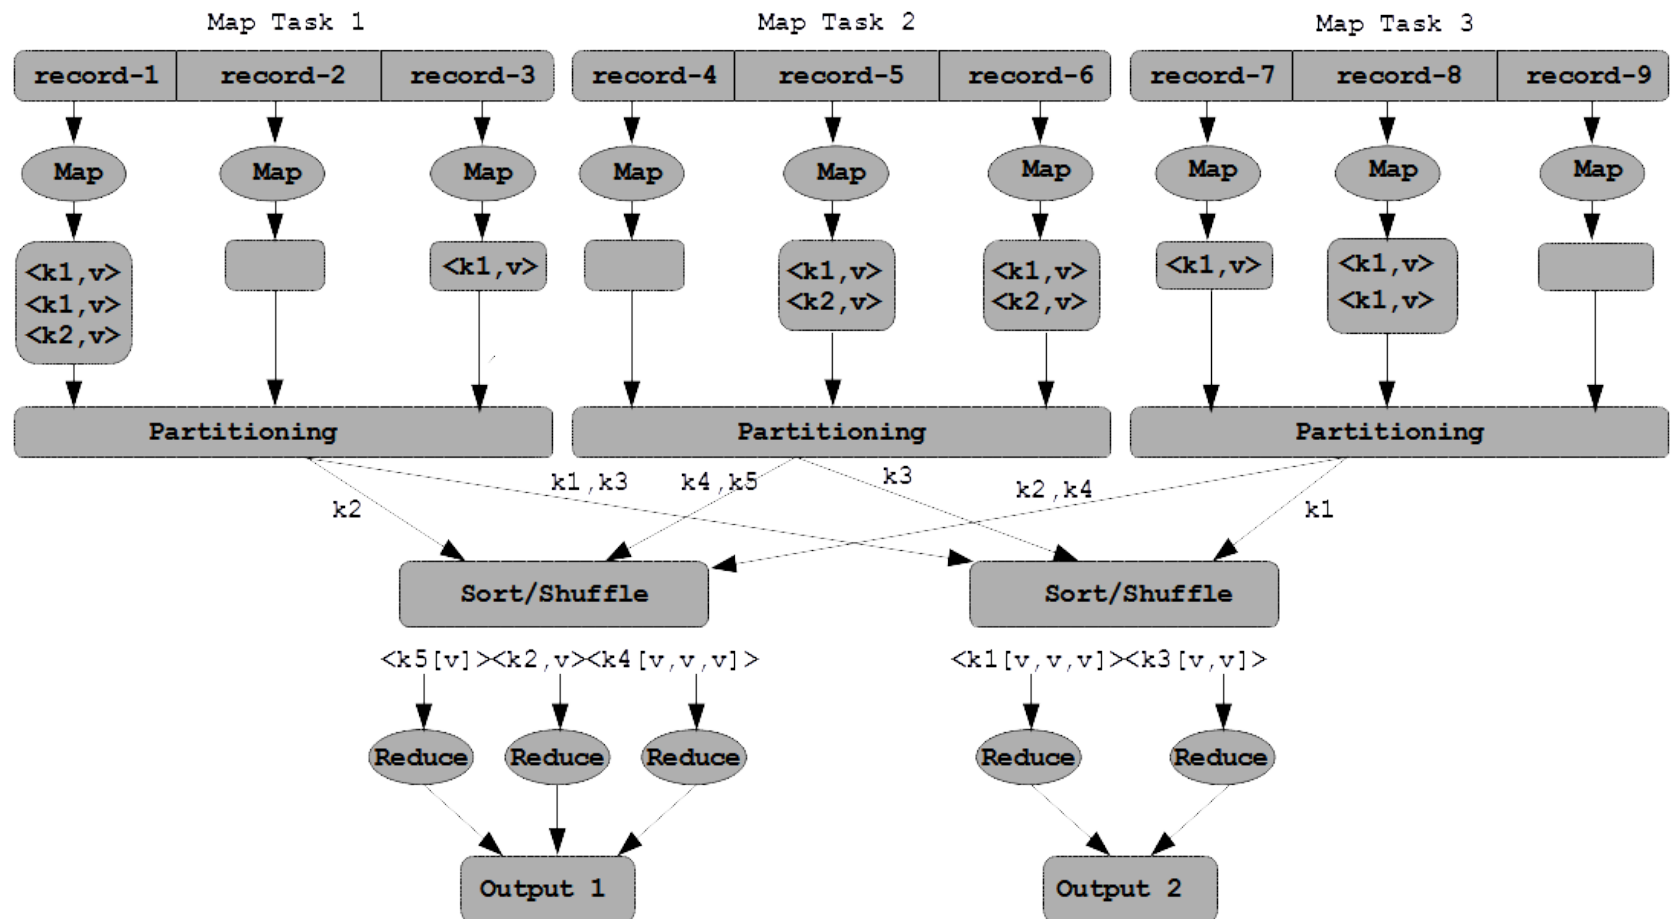 Map Task 1 Map Task 2 Map Task 3
record-1 record-2 record-3 record-4 record-5 record-6 record-7 record-8 record-9
Map Map Map Map Map Map Map Map Map
<k1,v> <k1,v> <k1,v> <k1,v> <k1,v> <k1,v>
<k1,v> <k2,v> <k2,v> <k1,v>
<k2,v>
Partitioning Partitioning Partitioning
k1,k3 k4,k5 k3 k2,k4
k2 k1
Sort/Shuffle Sort/Shuffle
<k5[v]><k2,v><k4[v,v,v]> <k1[v,v,v]><k3[v,v]>
Reduce Reduce Reduce Reduce Reduce
Output 1 Output 2